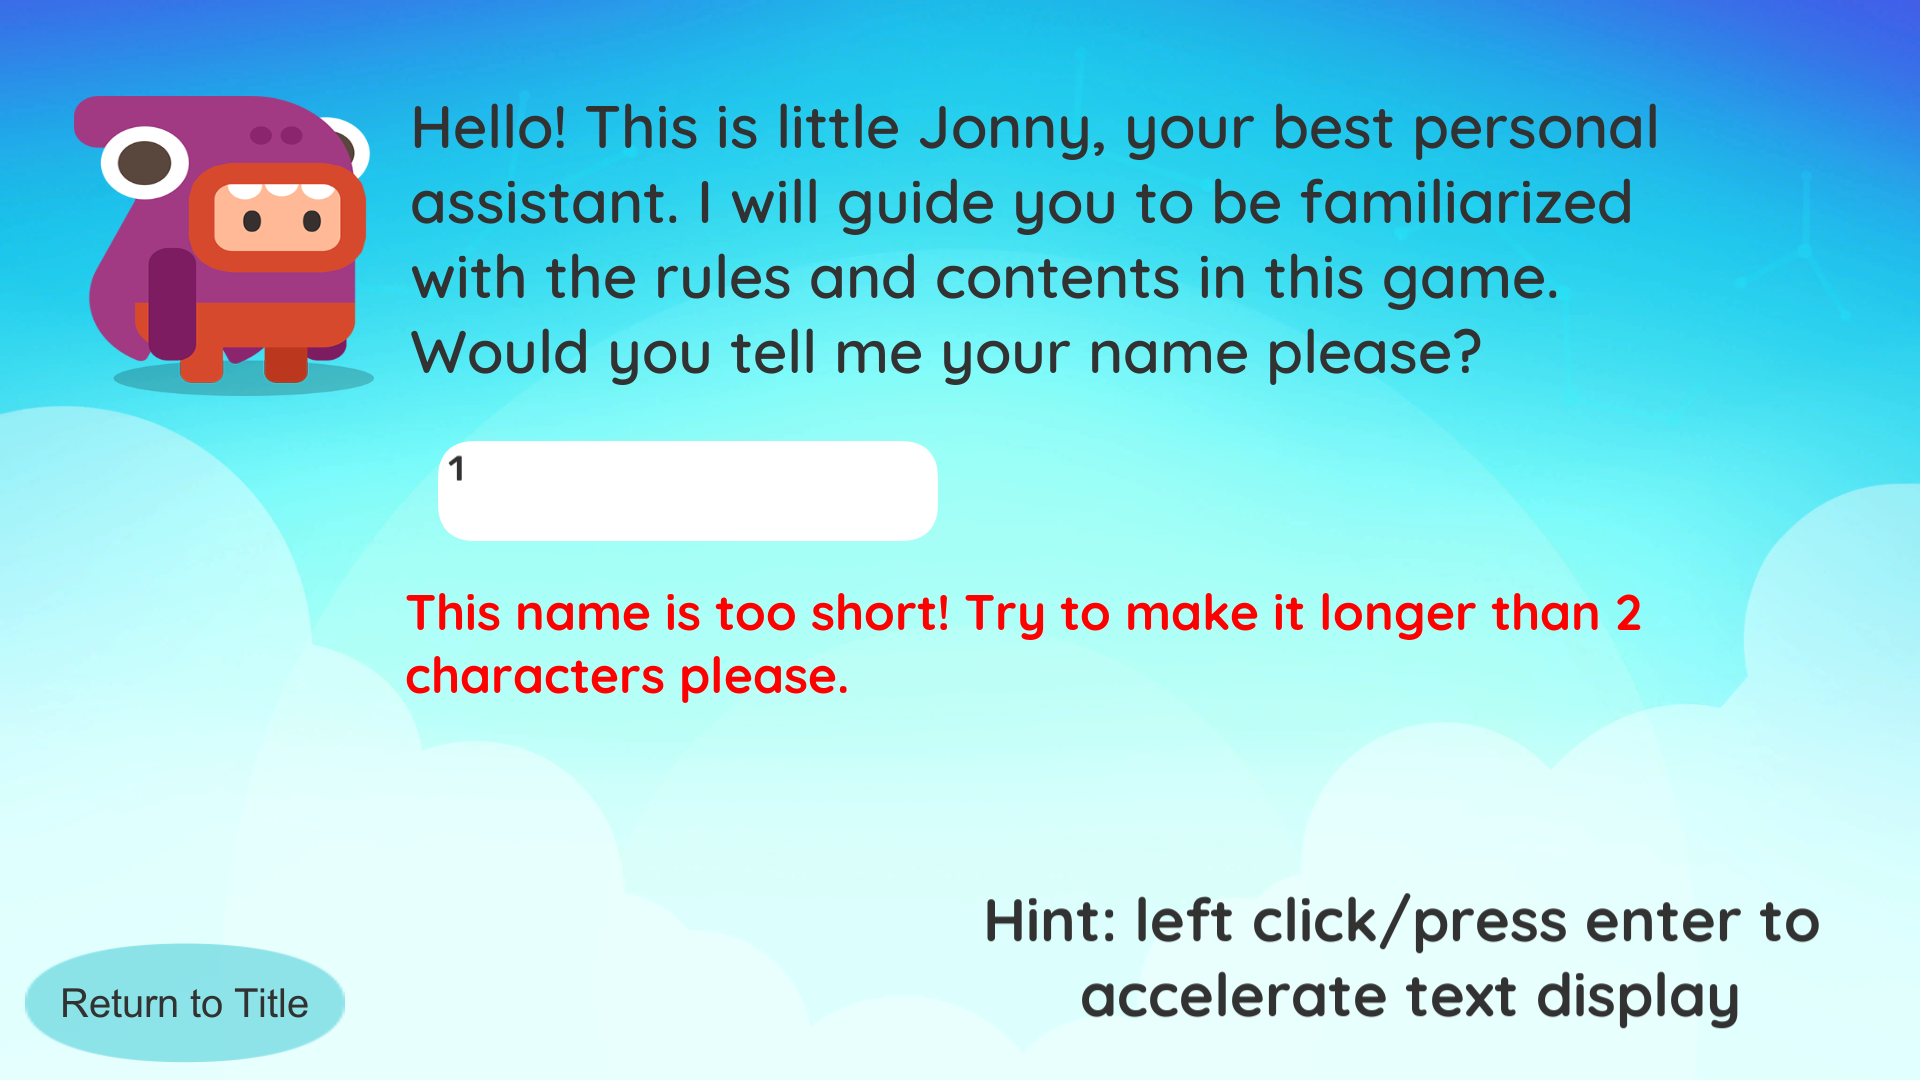 Hello! This is little Jonny, your best personal
assistant. I will guide you to be familiarized
with the rules and contents in this game.
Would you tell me your name please?
1
This name is too short! Try to make it longer than 2
characters please.
Hint: left click/press enter to
accelerate text display
Return to Title